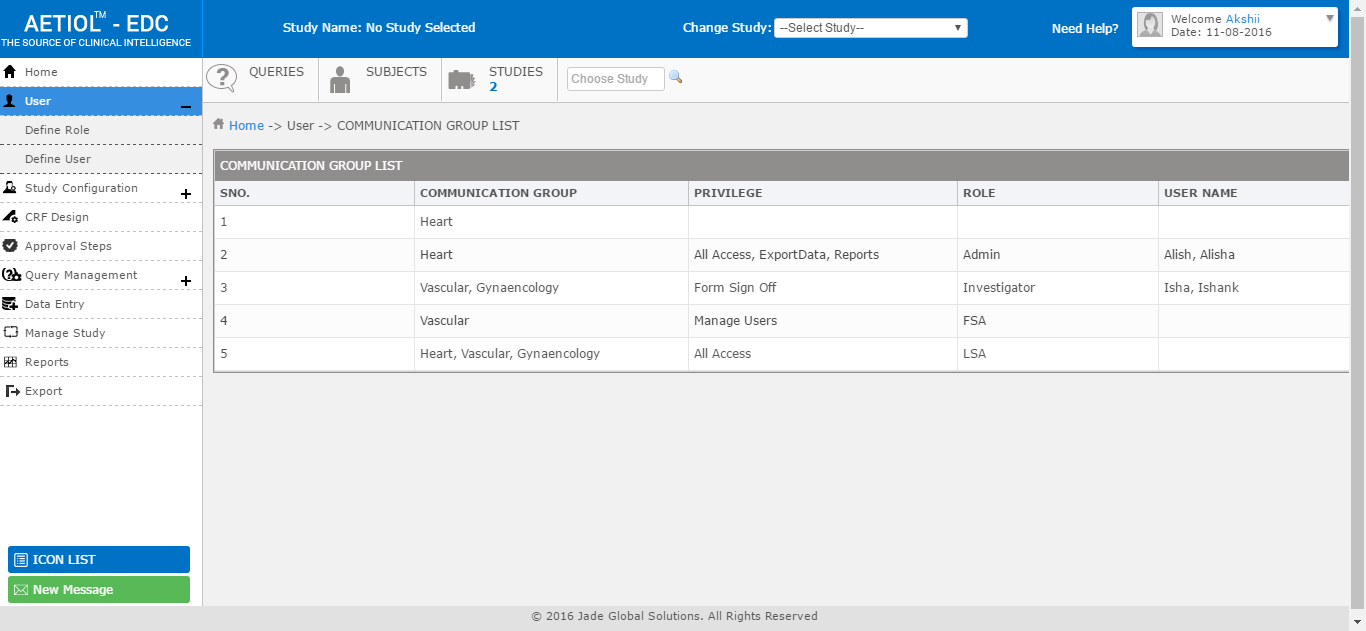 AETIOL™ - EDC
THE SOURCE OF CLINICAL INTELLIGENCE
Study Name: No Study Selected
Change Study: --Select Study--
Need Help?
Welcome Akshii
Date: 11-08-2016
Home
User
Define Role
Define User
Study Configuration
CRF Design
Approval Steps
Query Management
Data Entry
Manage Study
Reports
Export
ICON LIST
New Message
? QUERIES
SUBJECTS
STUDIES
2
Choose Study
Home -> User -> COMMUNICATION GROUP LIST
COMMUNICATION GROUP LIST
SNO. COMMUNICATION GROUP PRIVILEGE ROLE USER NAME
1 Heart
2 Heart All Access, ExportData, Reports Admin Alish, Alisha
3 Vascular, Gynaencology Form Sign Off Investigator Isha, Ishank
4 Vascular Manage Users FSA
5 Heart, Vascular, Gynaencology All Access LSA
© 2016 Jade Global Solutions. All Rights Reserved